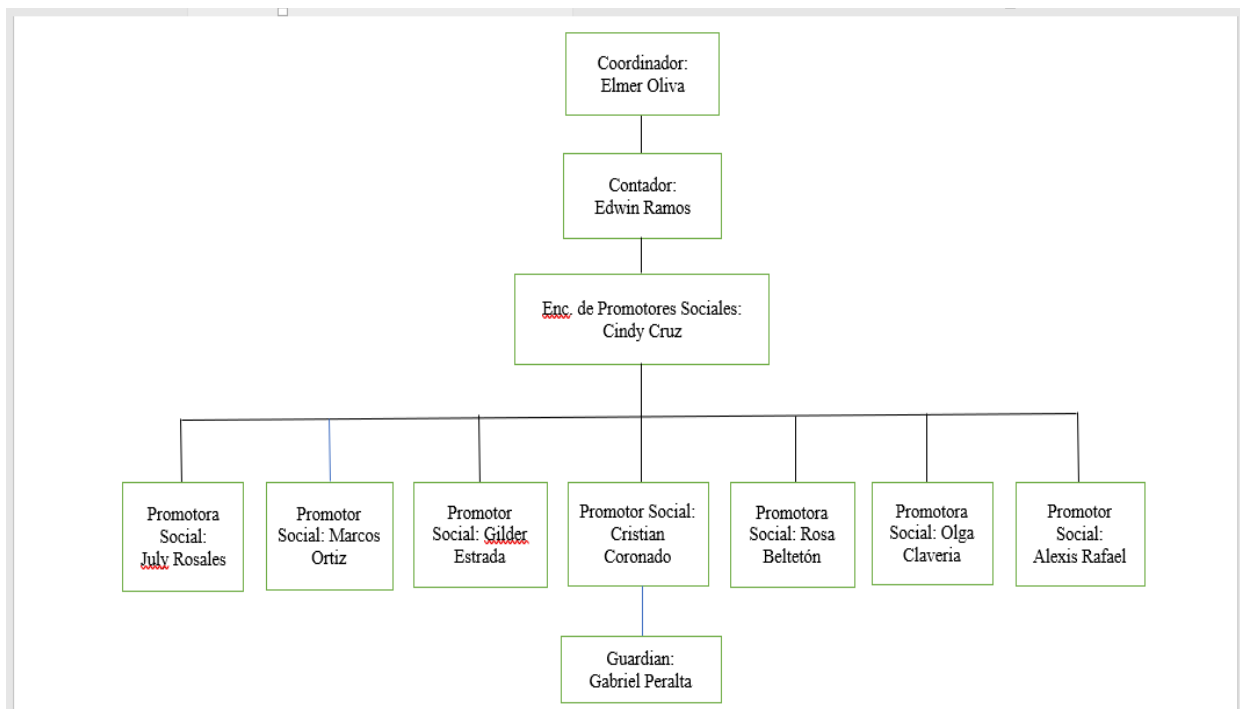 Coordinador:
Elmer Oliva
Contador:
Edwin Ramos
Enc. de Promotores Sociales:
Cindy Cruz
Promotora
Social:
July Rosales
Promotor
Social: Marcos
Ortiz
Promotor
Social: Gilder
Estrada
Promotor Social:
Cristian
Coronado
Promotora
Social: Rosa
Beltetón
Promotora
Social: Olga
Claveria
Promotor
Social:
Alexis Rafael
Guardian:
Gabriel Peralta